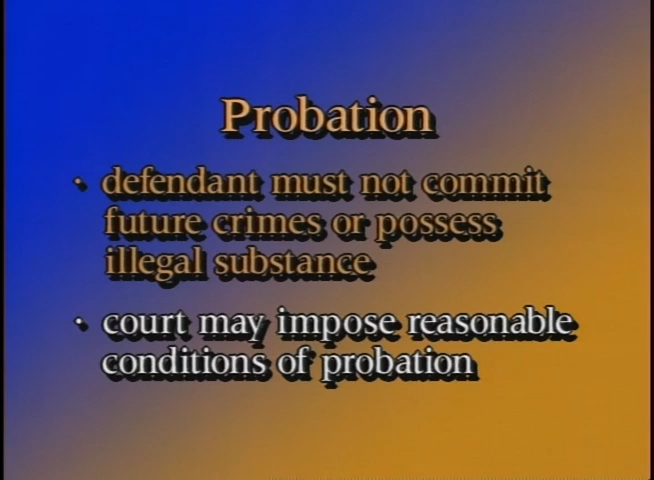 Probation
• defendant must not commit
future crimes or possess
illegal substance
• court may impose reasonable
conditions of probation